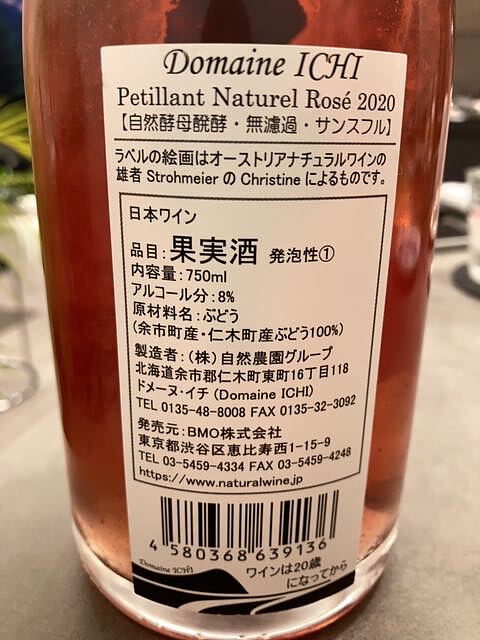 Domaine ICHI
Petillant Naturel Rosé 2020
【自然酵母醗酵・無濾過・サンスフル】
ラベルの絵画はオーストリアナチュラルワインの
雄者 Strohmeier の Christine によるものです。
日本ワイン
品目：果実酒 発泡性①
内容量：750ml
アルコール分：8%
原材料名：ぶどう
(余市町産・仁木町産ぶどう100%)
製造者：(株)自然農園グループ
北海道余市郡仁木町東町16丁目118
ドメーヌ・イチ (Domaine ICHI)
TEL 0135-48-8008 FAX 0135-32-3092
発売元：BMO株式会社
東京都渋谷区恵比寿西1-15-9
TEL 03-5459-4334 FAX 03-5459-4248
https://www.naturalwine.jp
4 580368 639136
Domaine ICHI
ワインは20歳
になってから